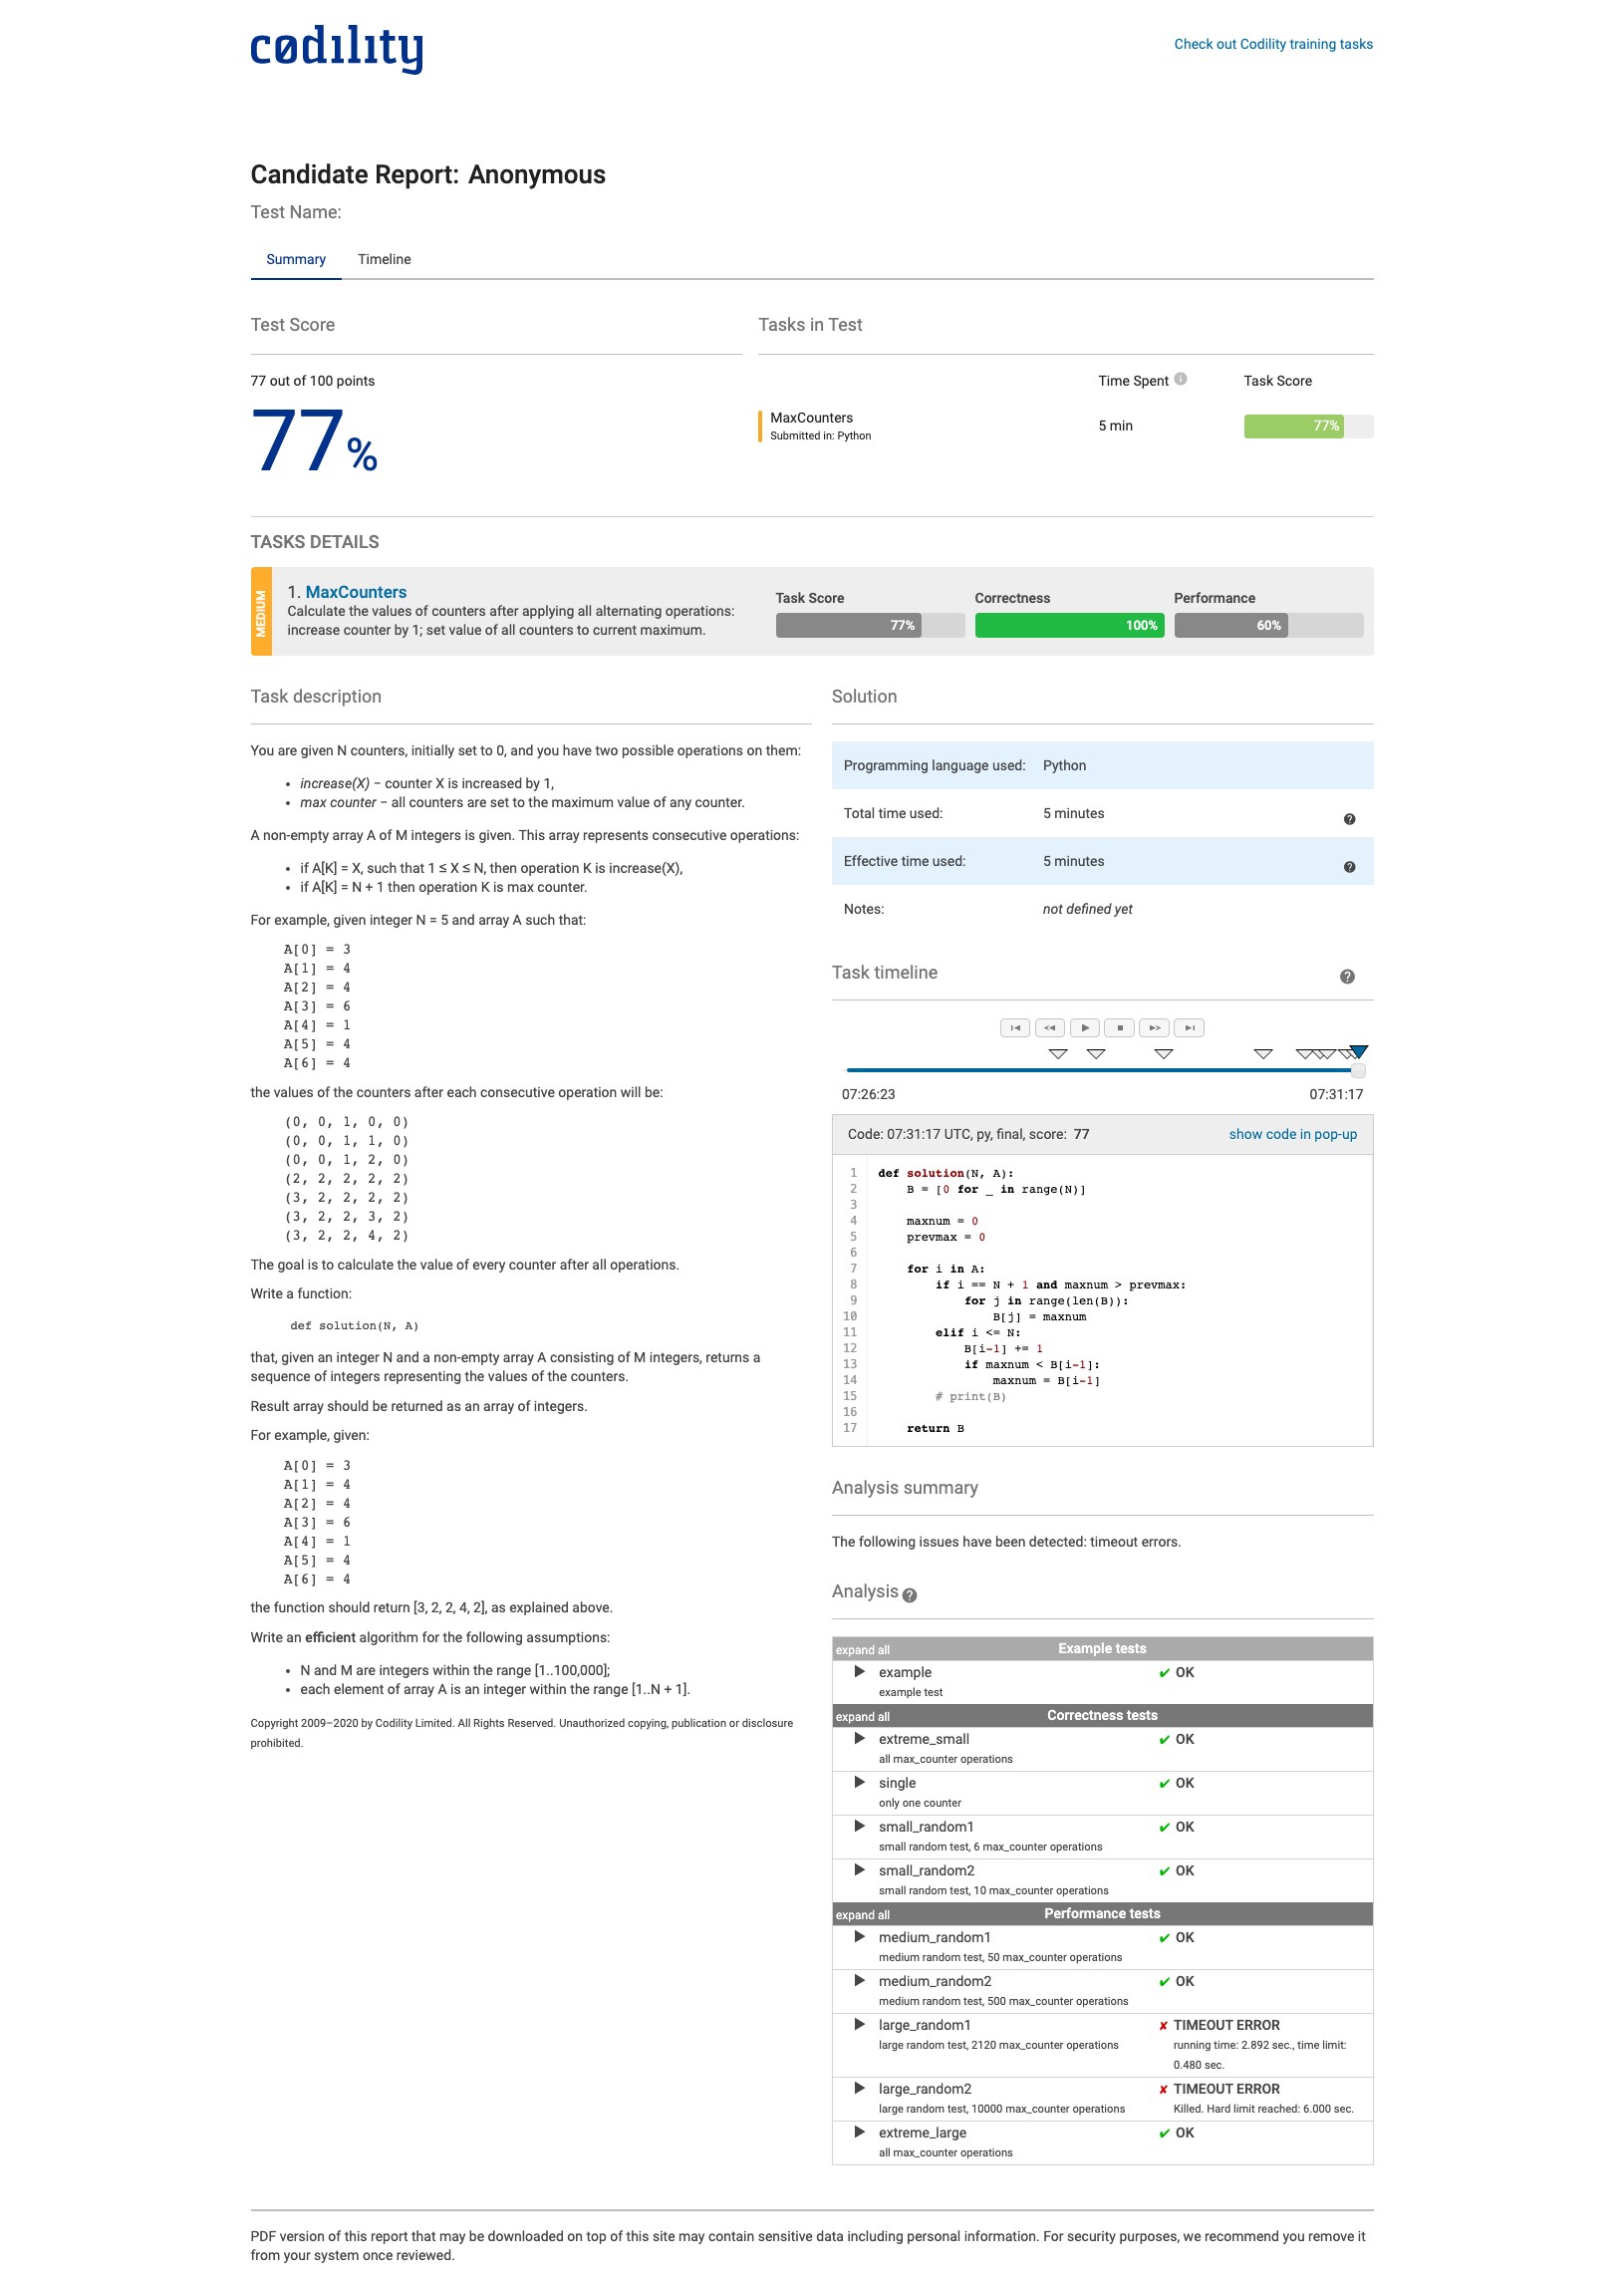 codility
Check out Codility training tasks
Candidate Report: Anonymous
Test Name:
Summary Timeline
Test Score
77 out of 100 points
77%
Tasks in Test
Time Spent i Task Score
MaxCounters
Submitted in: Python
5 min
77%
TASKS DETAILS
MEDIUM
1. MaxCounters
Calculate the values of counters after applying all alternating operations:
increase counter by 1; set value of all counters to current maximum.
Task Score
77%
Correctness
100%
Performance
60%
Task description
You are given N counters, initially set to 0, and you have two possible operations on them:
• increase(X) − counter X is increased by 1,
• max counter − all counters are set to the maximum value of any counter.
A non-empty array A of M integers is given. This array represents consecutive operations:
• if A[K] = X, such that 1 ≤ X ≤ N, then operation K is increase(X),
• if A[K] = N + 1 then operation K is max counter.
For example, given integer N = 5 and array A such that:
A[0] = 3
A[1] = 4
A[2] = 4
A[3] = 6
A[4] = 1
A[5] = 4
A[6] = 4
the values of the counters after each consecutive operation will be:
(0, 0, 1, 0, 0)
(0, 0, 1, 1, 0)
(0, 0, 1, 2, 0)
(2, 2, 2, 2, 2)
(3, 2, 2, 2, 2)
(3, 2, 2, 3, 2)
(3, 2, 2, 4, 2)
The goal is to calculate the value of every counter after all operations.
Write a function:
def solution(N, A)
that, given an integer N and a non-empty array A consisting of M integers, returns a
sequence of integers representing the values of the counters.
Result array should be returned as an array of integers.
For example, given:
A[0] = 3
A[1] = 4
A[2] = 4
A[3] = 6
A[4] = 1
A[5] = 4
A[6] = 4
the function should return [3, 2, 2, 4, 2], as explained above.
Write an efficient algorithm for the following assumptions:
• N and M are integers within the range [1..100,000];
• each element of array A is an integer within the range [1..N + 1].
Copyright 2009–2020 by Codility Limited. All Rights Reserved. Unauthorized copying, publication or disclosure
prohibited.
Solution
Programming language used: Python
Total time used: 5 minutes ?
Effective time used: 5 minutes ?
Notes: not defined yet
Task timeline ?
07:26:23 07:31:17
Code: 07:31:17 UTC, py, final, score: 77 show code in pop-up
1 def solution(N, A):
2 B = [0 for _ in range(N)]
3
4 maxnum = 0
5 prevmax = 0
6
7 for i in A:
8 if i == N + 1 and maxnum > prevmax:
9 for j in range(len(B)):
10 B[j] = maxnum
11 elif i <= N:
12 B[i-1] += 1
13 if maxnum < B[i-1]:
14 maxnum = B[i-1]
15 # print(B)
16
17 return B
Analysis summary
The following issues have been detected: timeout errors.
Analysis ?
expand all Example tests
example ✔ OK
example test
expand all Correctness tests
extreme_small ✔ OK
all max_counter operations
single ✔ OK
only one counter
small_random1 ✔ OK
small random test, 6 max_counter operations
small_random2 ✔ OK
small random test, 10 max_counter operations
expand all Performance tests
medium_random1 ✔ OK
medium random test, 50 max_counter operations
medium_random2 ✔ OK
medium random test, 500 max_counter operations
large_random1 ✘ TIMEOUT ERROR
large random test, 2120 max_counter operations running time: 2.892 sec., time limit:
0.480 sec.
large_random2 ✘ TIMEOUT ERROR
large random test, 10000 max_counter operations Killed. Hard limit reached: 6.000 sec.
extreme_large ✔ OK
all max_counter operations
PDF version of this report that may be downloaded on top of this site may contain sensitive data including personal information. For security purposes, we recommend you remove it
from your system once reviewed.